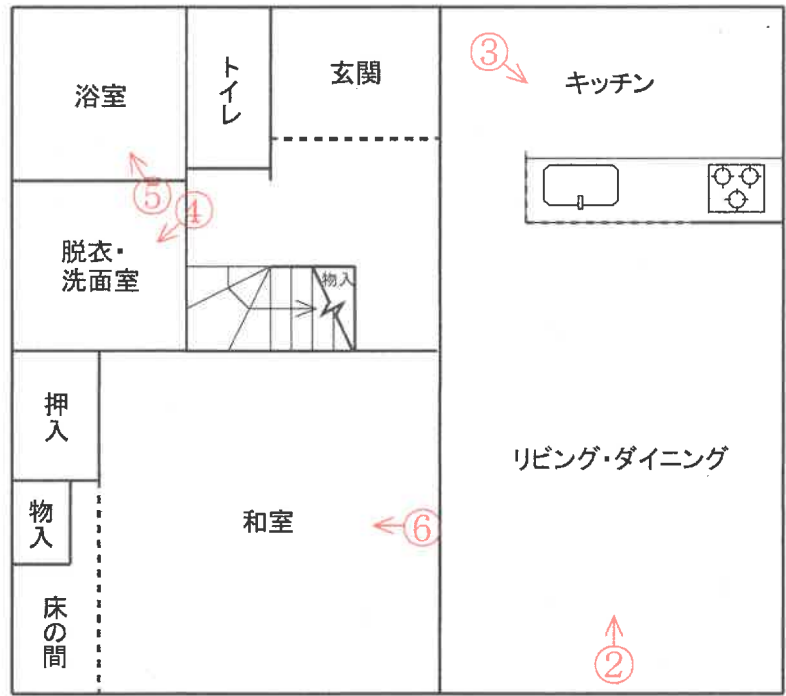 浴室
トイレ
玄関
③
キッチン
⑤
④
脱衣・
洗面室
物入
押入
リビング・ダイニング
物入
和室
⑥
床の間
②